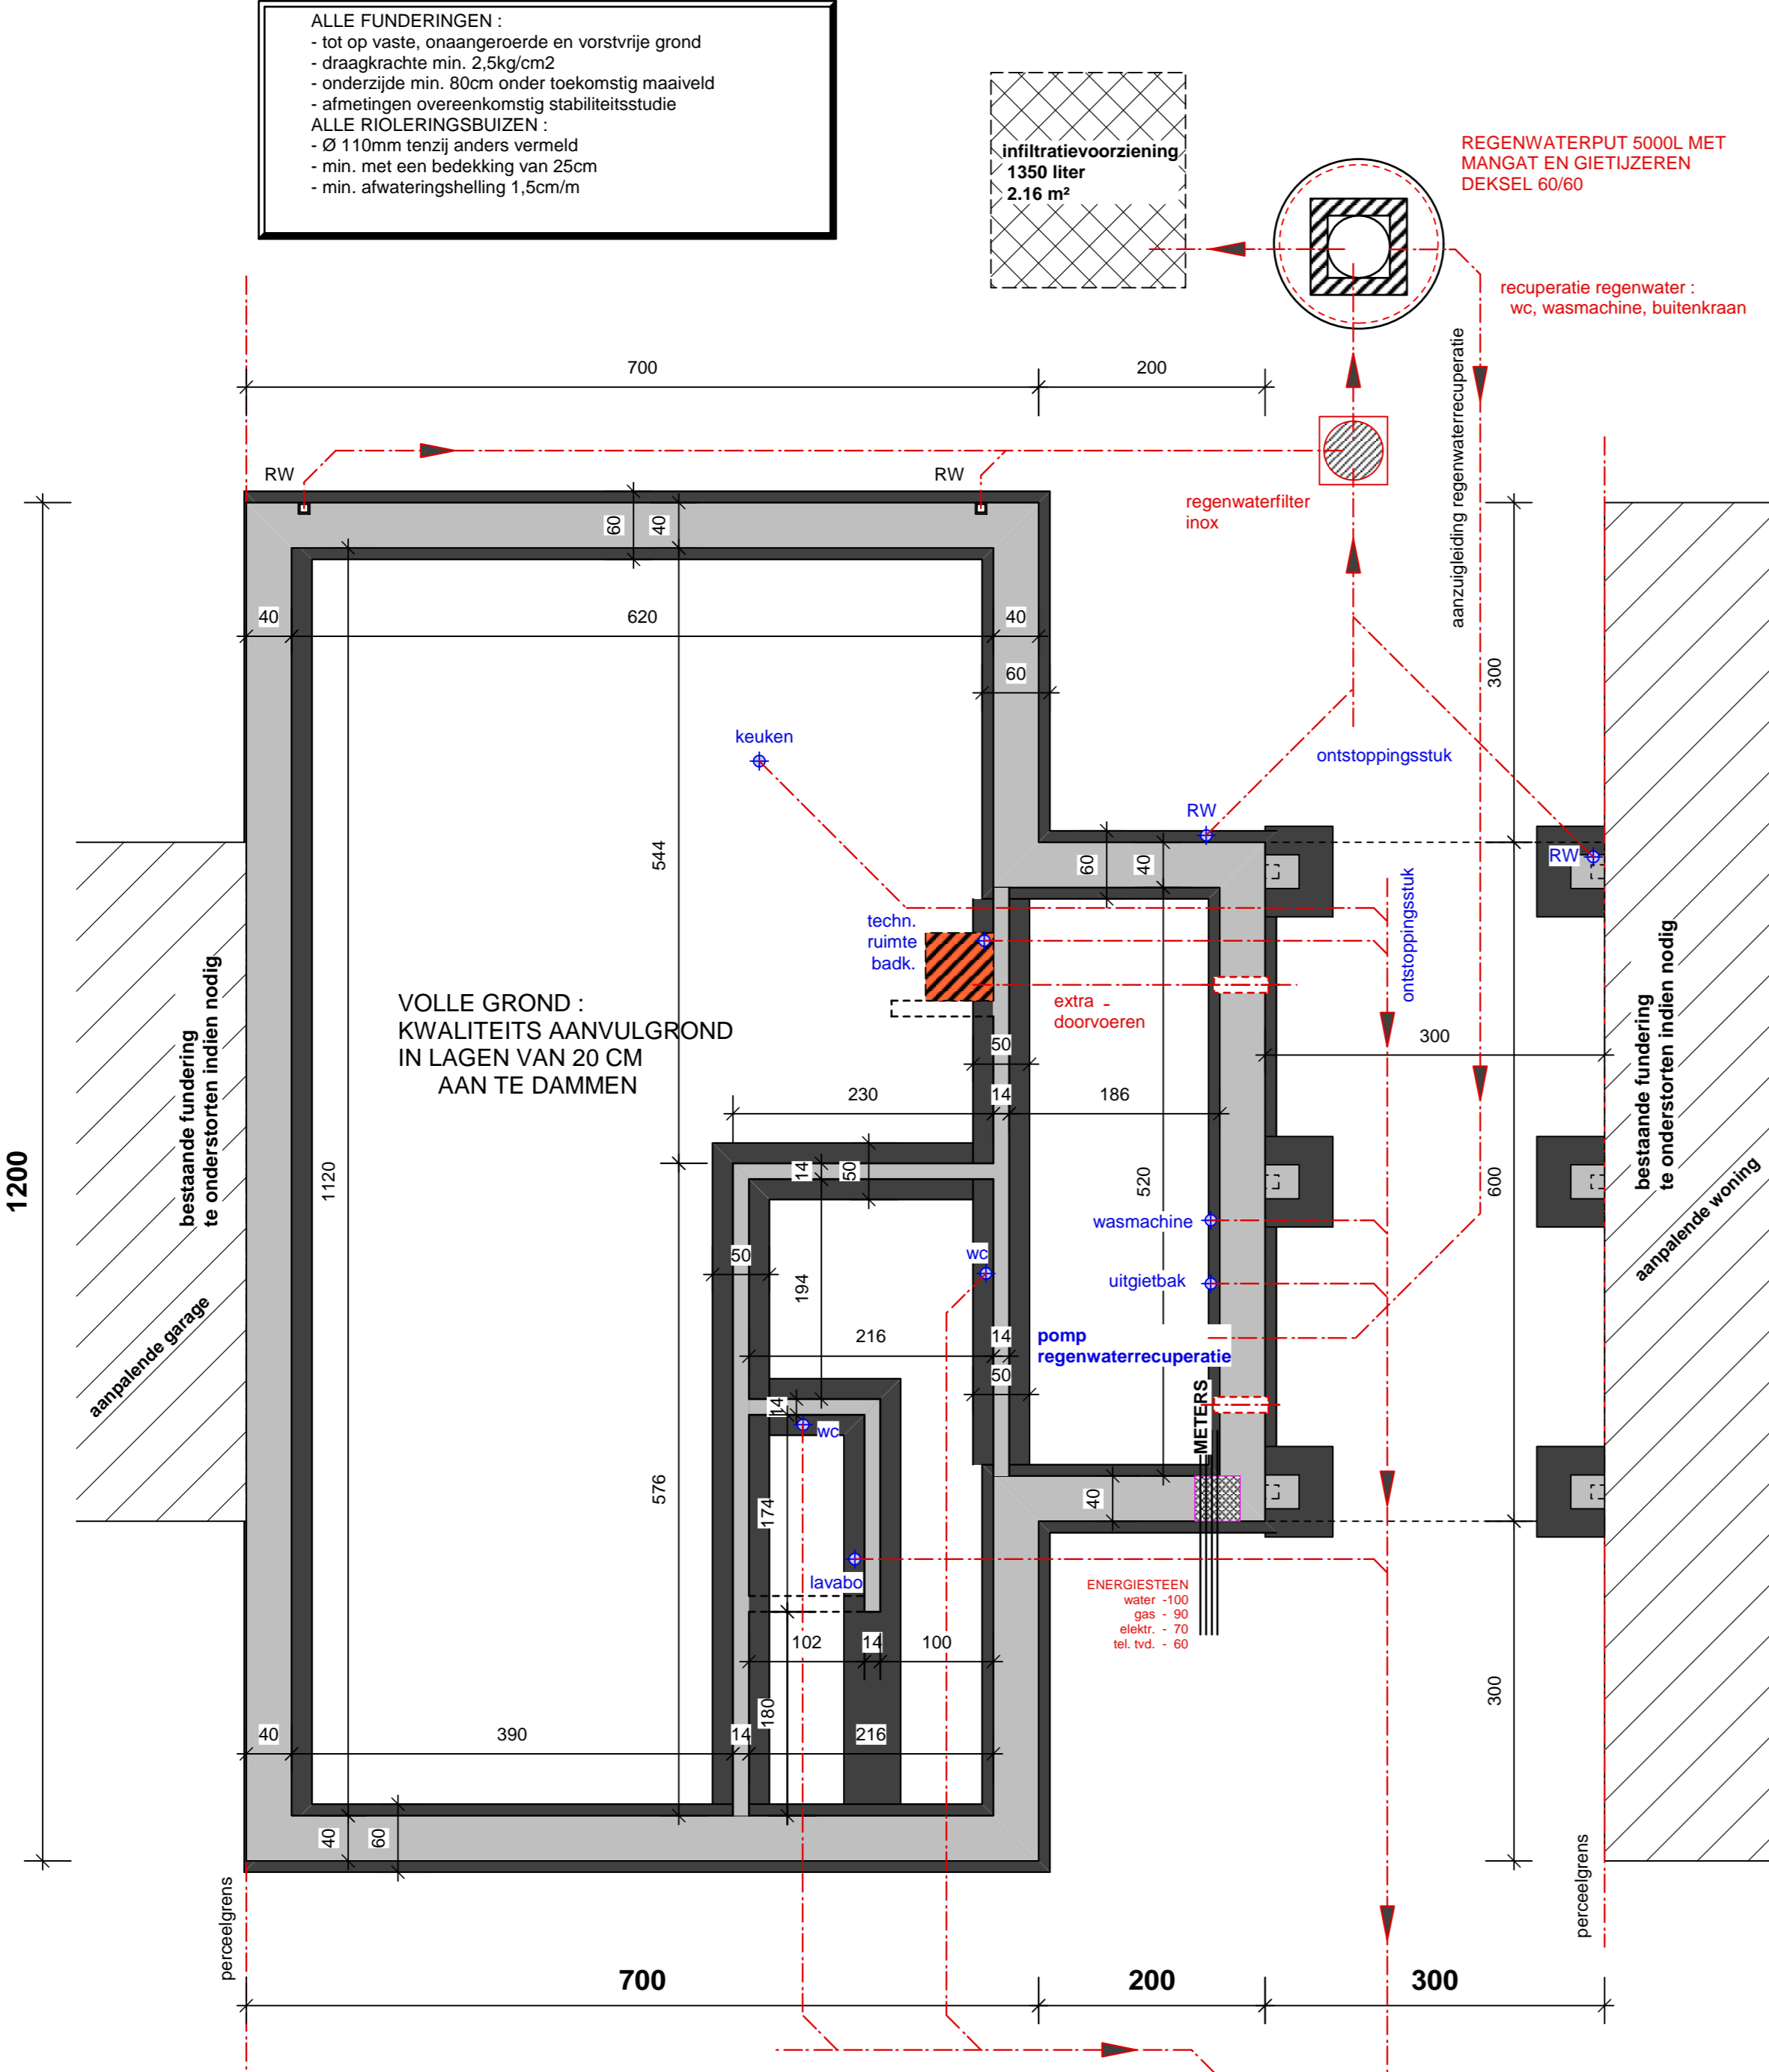 ALLE FUNDERINGEN :
- tot op vaste, onaangeroerde en vorstvrije grond
- draagkrachte min. 2,5kg/cm2
- onderzijde min. 80cm onder toekomstig maaiveld
- afmetingen overeenkomstig stabiliteitsstudie
ALLE RIOLERINGSBUIZEN :
- Ø 110mm tenzij anders vermeld
- min. met een bedekking van 25cm
- min. afwateringshelling 1,5cm/m
infiltratievoorziening
1350 liter
2.16 m²
REGENWATERPUT 5000L MET
MANGAT EN GIETIJZEREN
DEKSEL 60/60
recuperatie regenwater :
wc, wasmachine, buitenkraan
aanzuigleiding regenwaterrecuperatie
700
200
RW
RW
regenwaterfilter
inox
60
40
40
620
40
60
300
keuken
ontstoppingsstuk
RW
RW
544
60
40
techn.
ruimte
badk.
ontstoppingsstuk
extra -
doorvoeren
bestaande fundering
te onderstorten indien nodig
VOLLE GROND :
KWALITEITS AANVULGROND
IN LAGEN VAN 20 CM
AAN TE DAMMEN
50
300
bestaande fundering
te onderstorten indien nodig
230
14
186
1200
1120
14
50
520
600
aanpalende woning
wasmachine
50
wc
194
uitgietbak
aanpalende garage
216
14
pomp
regenwaterrecuperatie
50
METERS
14
wc
576
174
40
lavabo
ENERGIESTEEN
water -100
gas - 90
elektr. - 70
tel. tvd. - 60
102
14
100
180
300
40
390
14
216
40
60
perceelgrens
perceelgrens
700
200
300